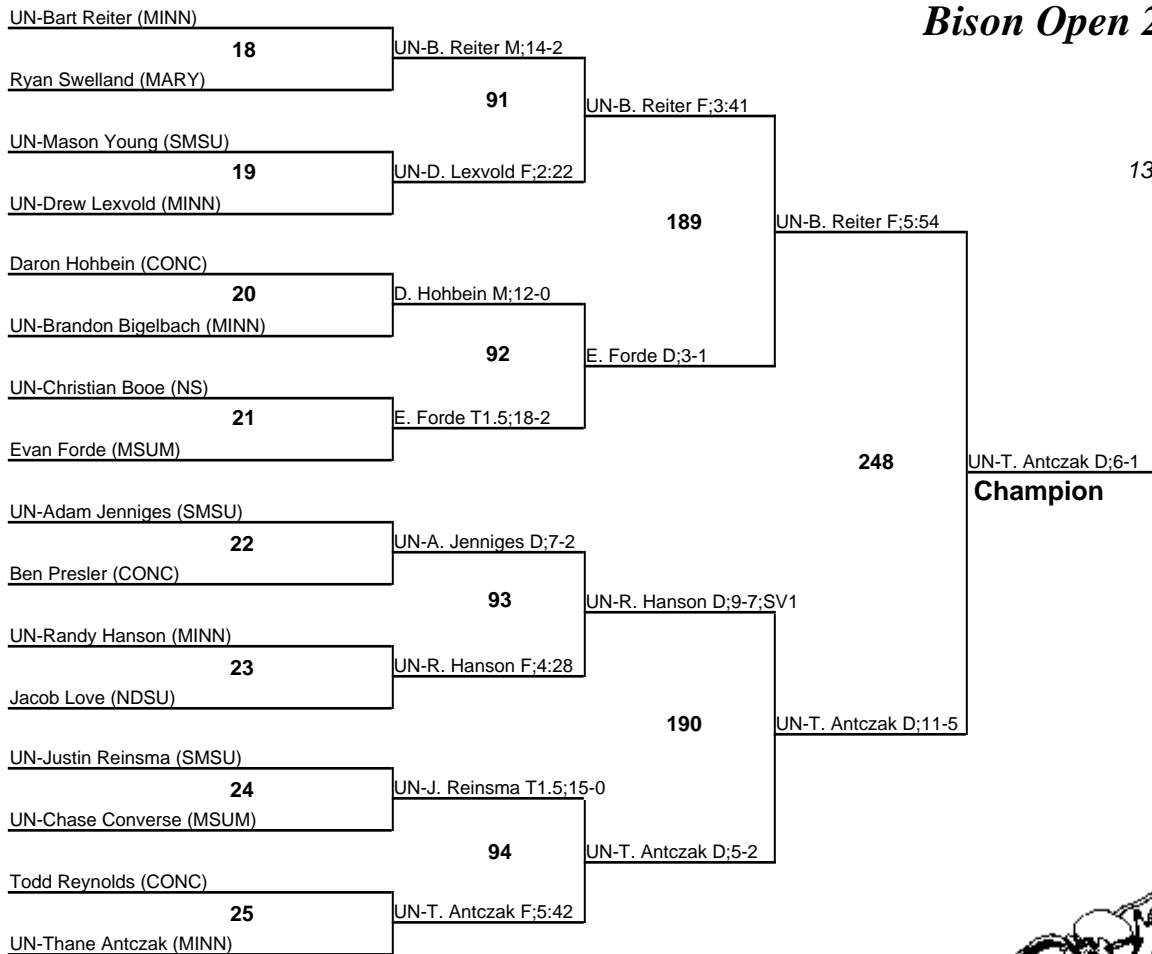 Bison Open 2
13
UN-Bart Reiter (MINN)
18
Ryan Swelland (MARY)
UN-B. Reiter M;14-2
91
UN-Mason Young (SMSU)
19
UN-Drew Lexvold (MINN)
UN-D. Lexvold F;2:22
UN-B. Reiter F;3:41
189
Daron Hohbein (CONC)
20
UN-Brandon Bigelbach (MINN)
D. Hohbein M;12-0
92
UN-Christian Booe (NS)
21
Evan Forde (MSUM)
E. Forde T1.5;18-2
E. Forde D;3-1
UN-B. Reiter F;5:54
248
UN-Adam Jenniges (SMSU)
22
Ben Presler (CONC)
UN-A. Jenniges D;7-2
93
UN-Randy Hanson (MINN)
23
Jacob Love (NDSU)
UN-R. Hanson F;4:28
UN-R. Hanson D;9-7;SV1
190
UN-Justin Reinsma (SMSU)
24
UN-Chase Converse (MSUM)
UN-J. Reinsma T1.5;15-0
94
Todd Reynolds (CONC)
25
UN-Thane Antczak (MINN)
UN-T. Antczak F;5:42
UN-T. Antczak D;5-2
UN-T. Antczak D;11-5
UN-T. Antczak D;6-1
Champion